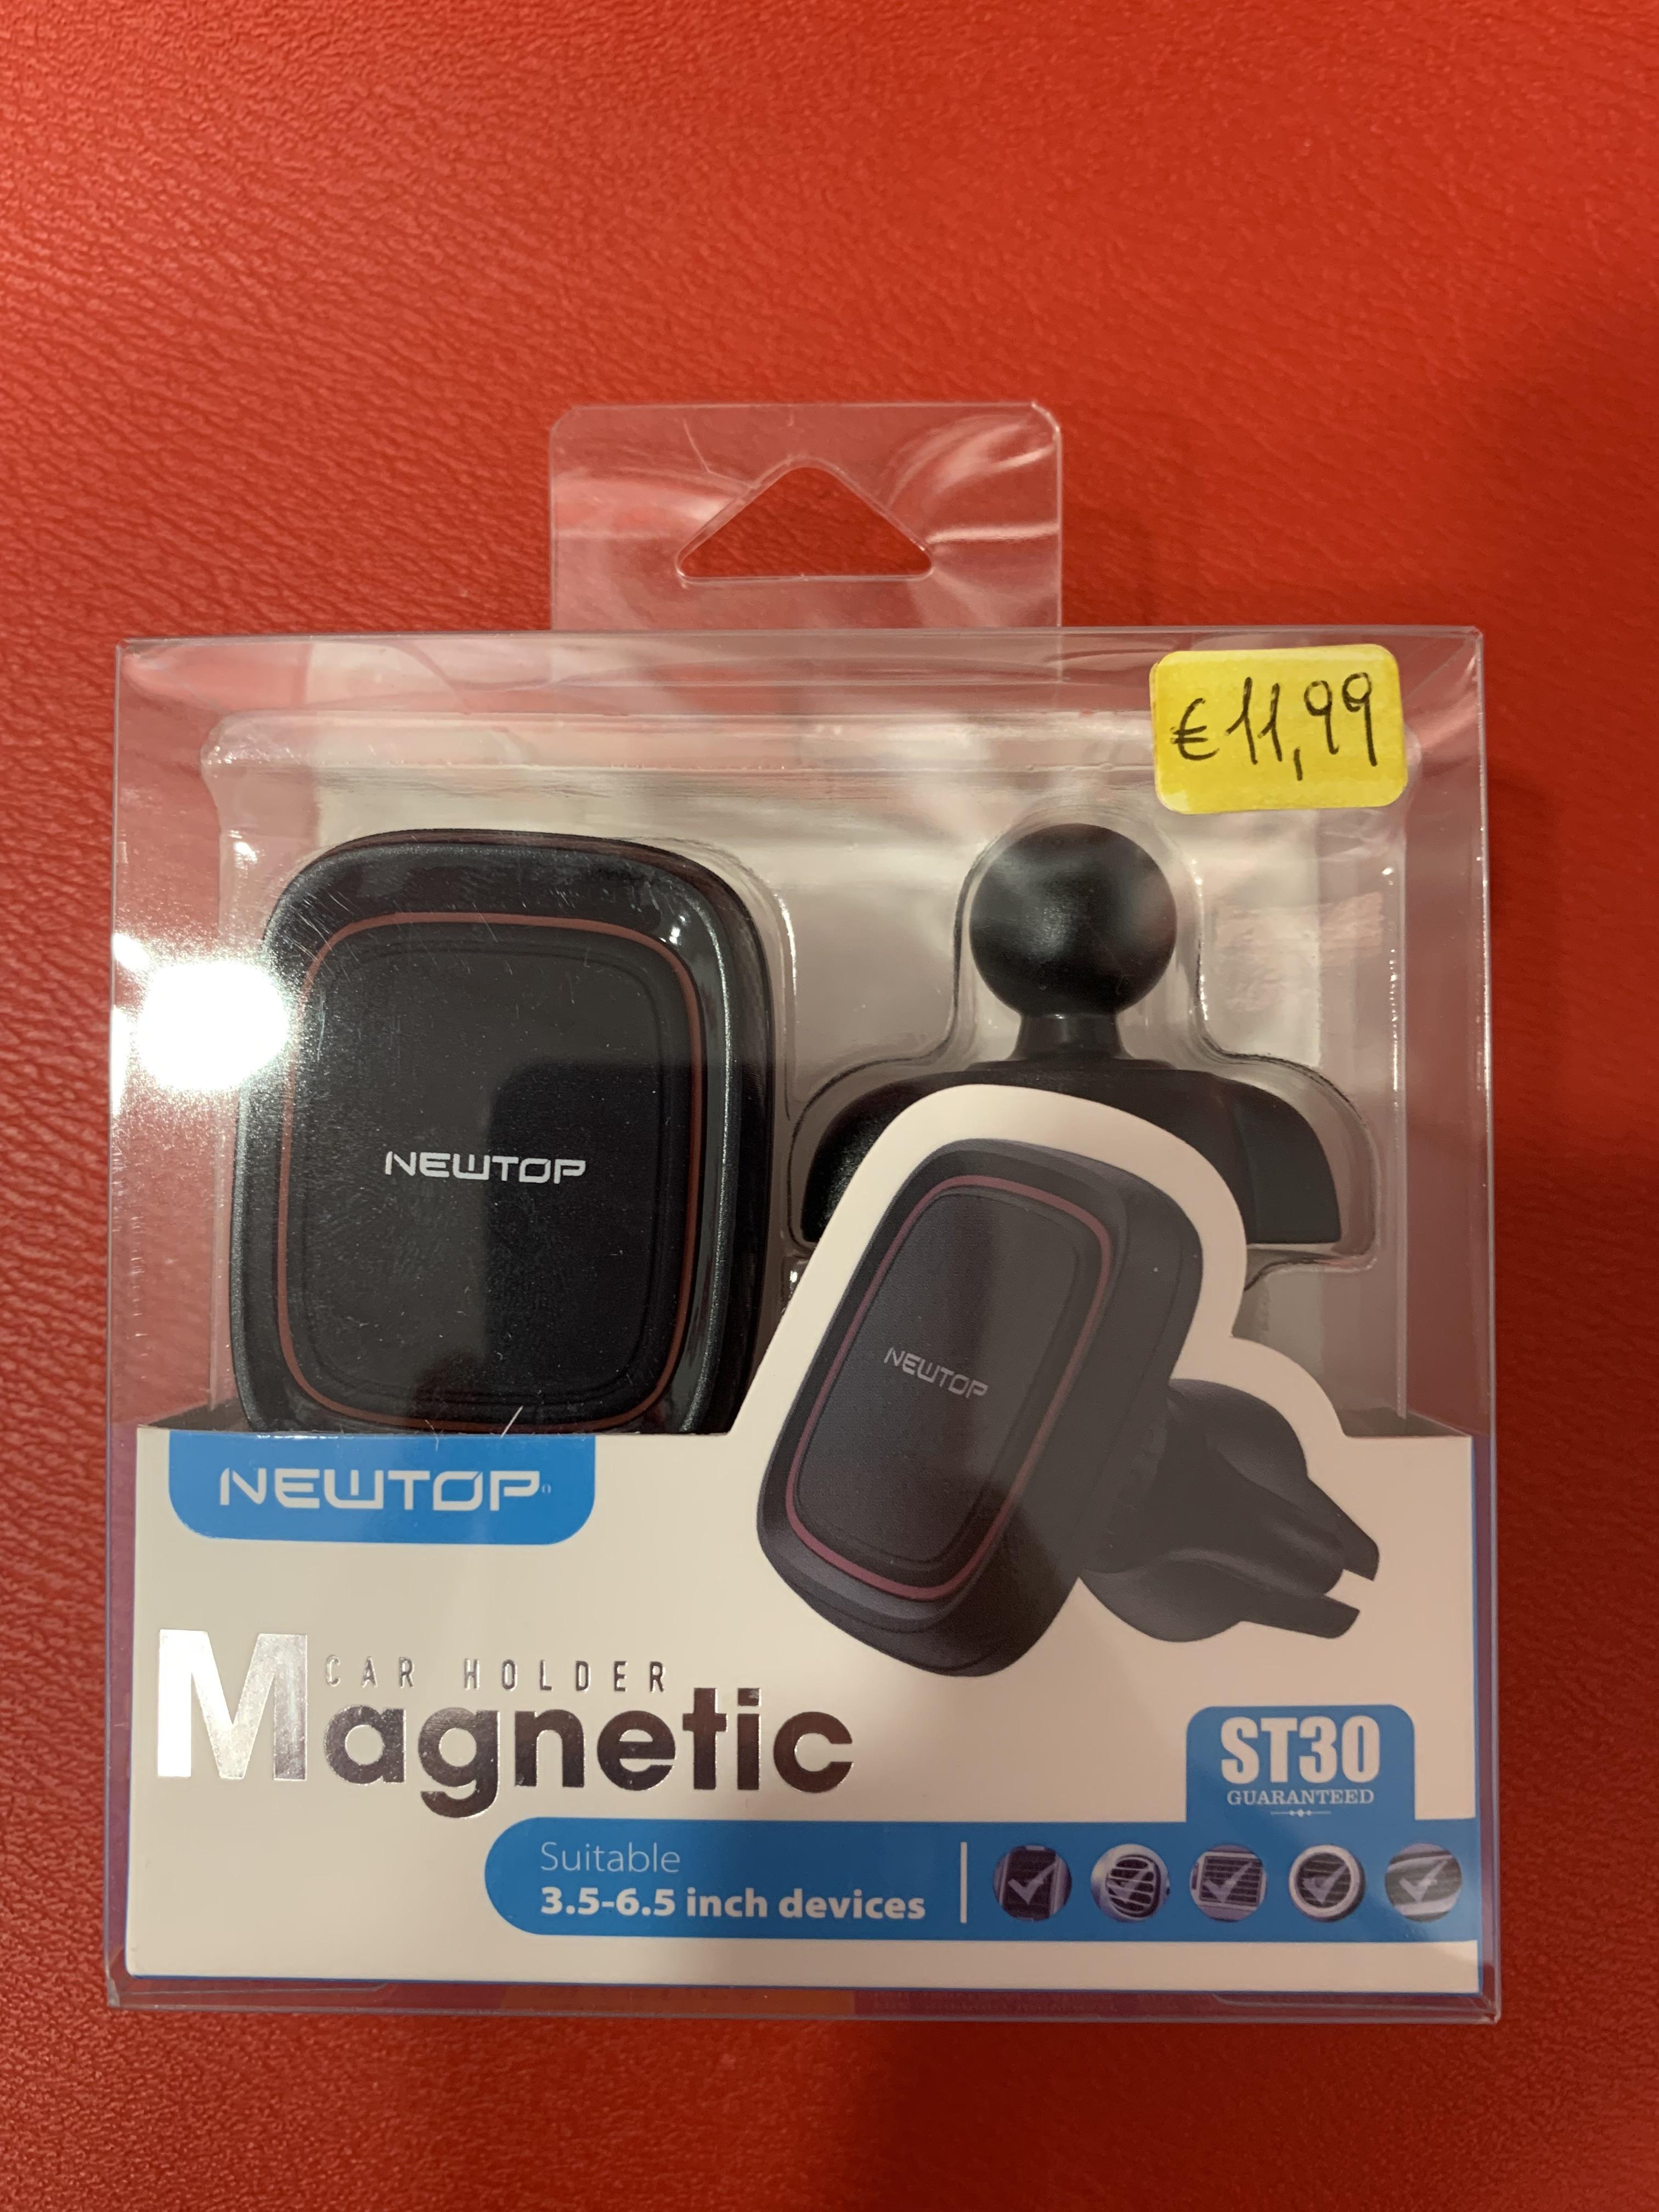 €11,99
NEWTOP
NEWTOP
NEWTOP
CAR HOLDER
Magnetic
ST30
GUARANTEED
Suitable
3.5-6.5 inch devices